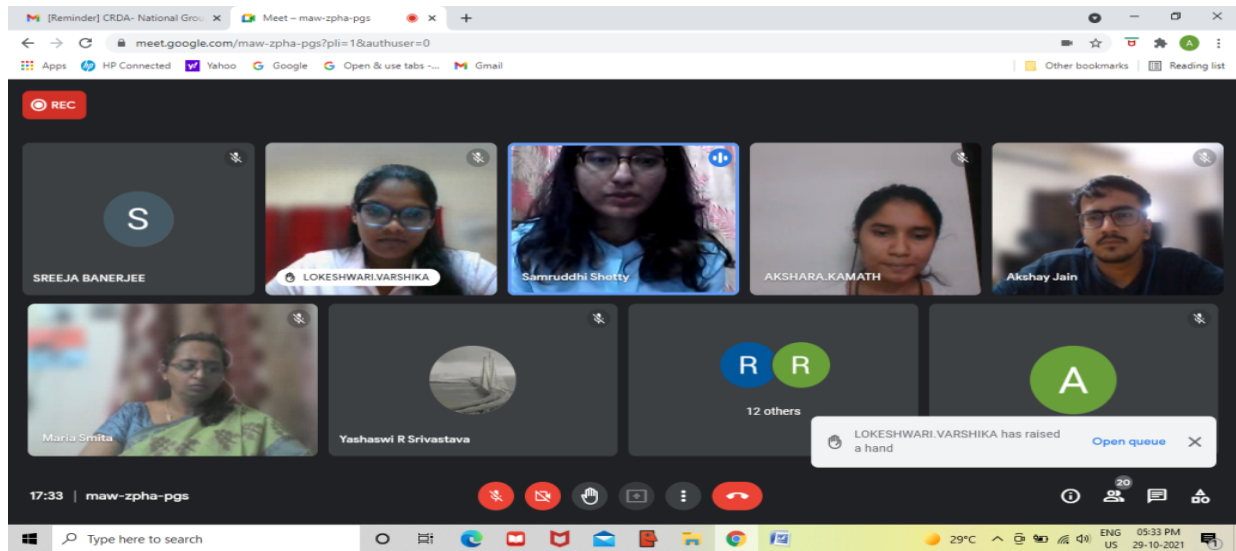 [Reminder] CRDA- National Grou
Meet – maw-zpha-pgs
meet.google.com/maw-zpha-pgs?pli=1&authuser=0
A
Apps
HP Connected
Yahoo
Google
Open & use tabs -...
Gmail
Other bookmarks
Reading list
REC
S
SREEJA BANERJEE
LOKESHWARI.VARSHIKA
Samruddhi Shetty
AKSHARA.KAMATH
Akshay Jain
Maria Smita
Yashaswi R Srivastava
R R
12 others
A
LOKESHWARI.VARSHIKA has raised
a hand
Open queue
17:33 | maw-zpha-pgs
20
Type here to search
29°C
ENG
US
05:33 PM
29-10-2021
1